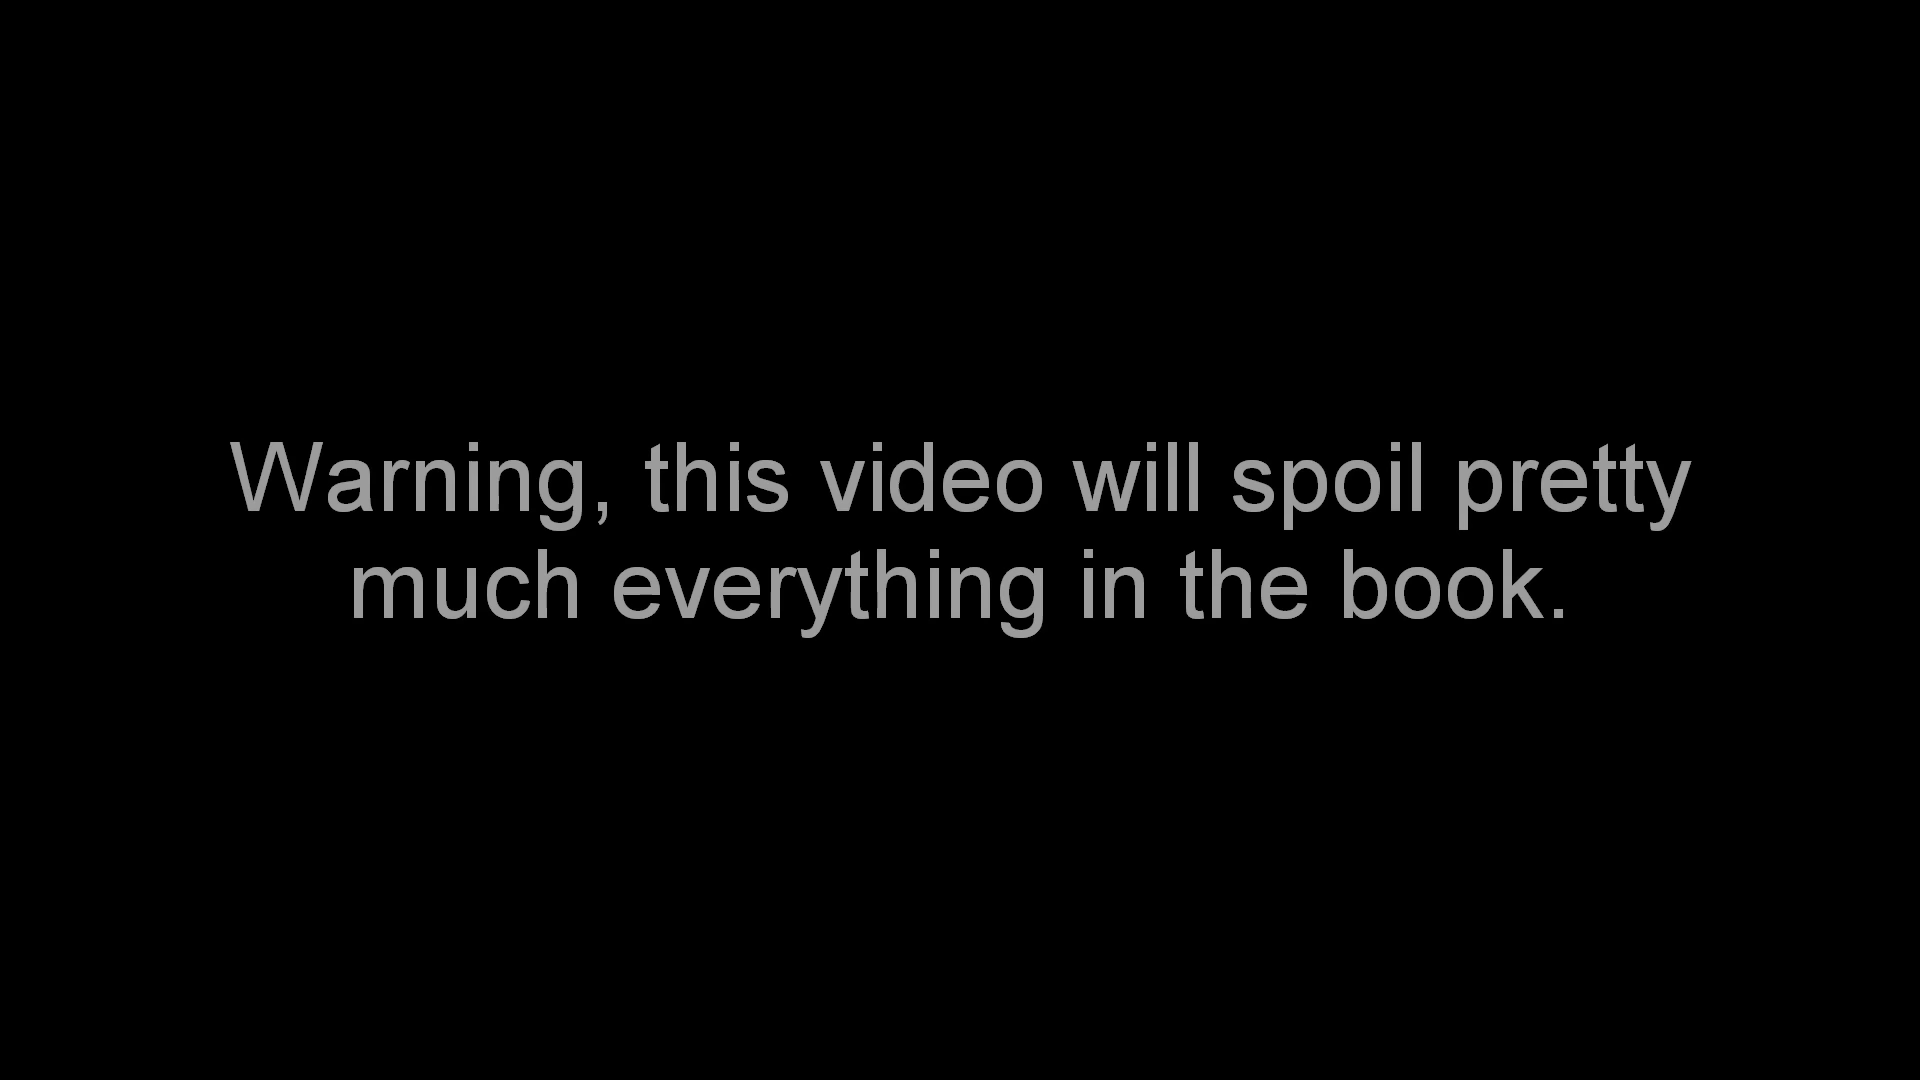 Warning, this video will spoil pretty
much everything in the book.